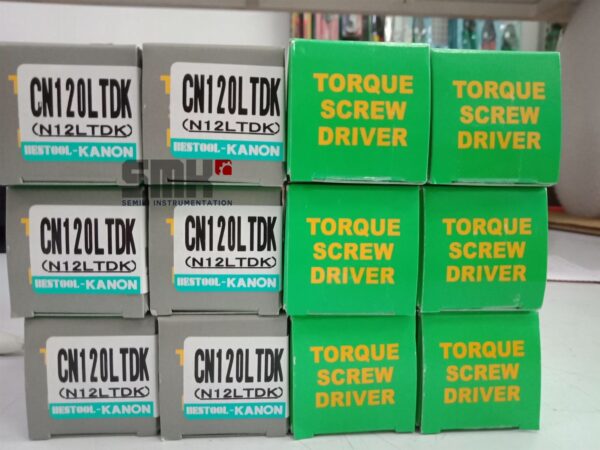 CN120LTDK
(N12LTDK)
BESTOOL-KANON
CN120LTDK
(N12LTDK)
BESTOOL-KANON
TORQUE
SCREW
DRIVER
TORQUE
SCREW
DRIVER
SMK
INSTRUMENTATION
CN120LTDK
(N12LTDK)
BESTOOL-KANON
CN120LTDK
(N12LTDK)
BESTOOL-KANON
TORQUE
SCREW
DRIVER
TORQUE
SCREW
DRIVER
CN120LTDK
(N12LTDK)
BESTOOL-KANON
CN120LTDK
(N12LTDK)
BESTOOL-KANON
TORQUE
SCREW
DRIVER
TORQUE
SCREW
DRIVER